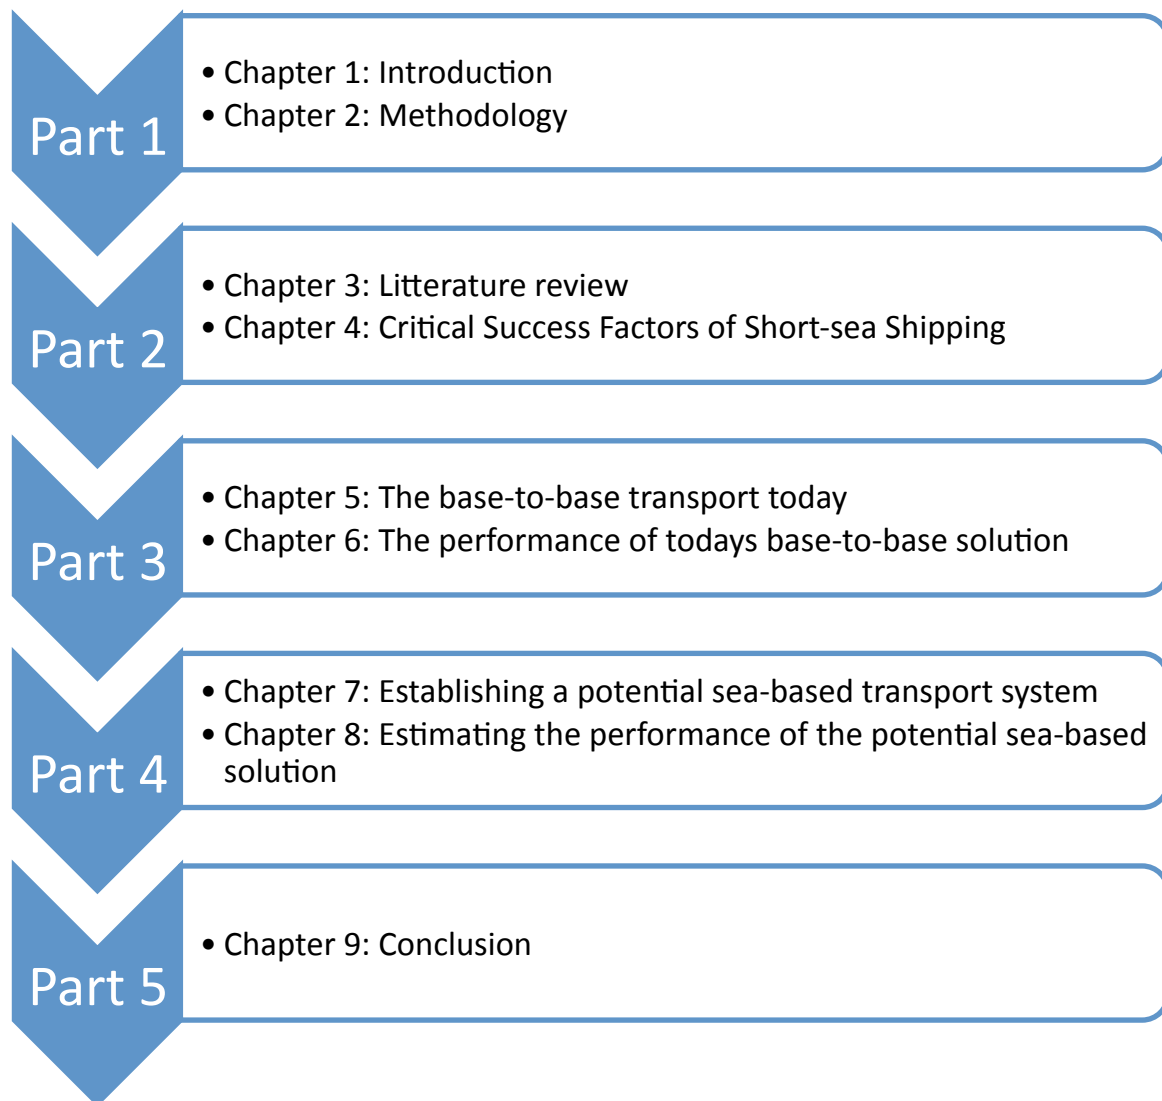 Part 1
• Chapter 1: Introduction
• Chapter 2: Methodology
Part 2
• Chapter 3: Litterature review
• Chapter 4: Critical Success Factors of Short-sea Shipping
Part 3
• Chapter 5: The base-to-base transport today
• Chapter 6: The performance of todays base-to-base solution
Part 4
• Chapter 7: Establishing a potential sea-based transport system
• Chapter 8: Estimating the performance of the potential sea-based
solution
Part 5
• Chapter 9: Conclusion